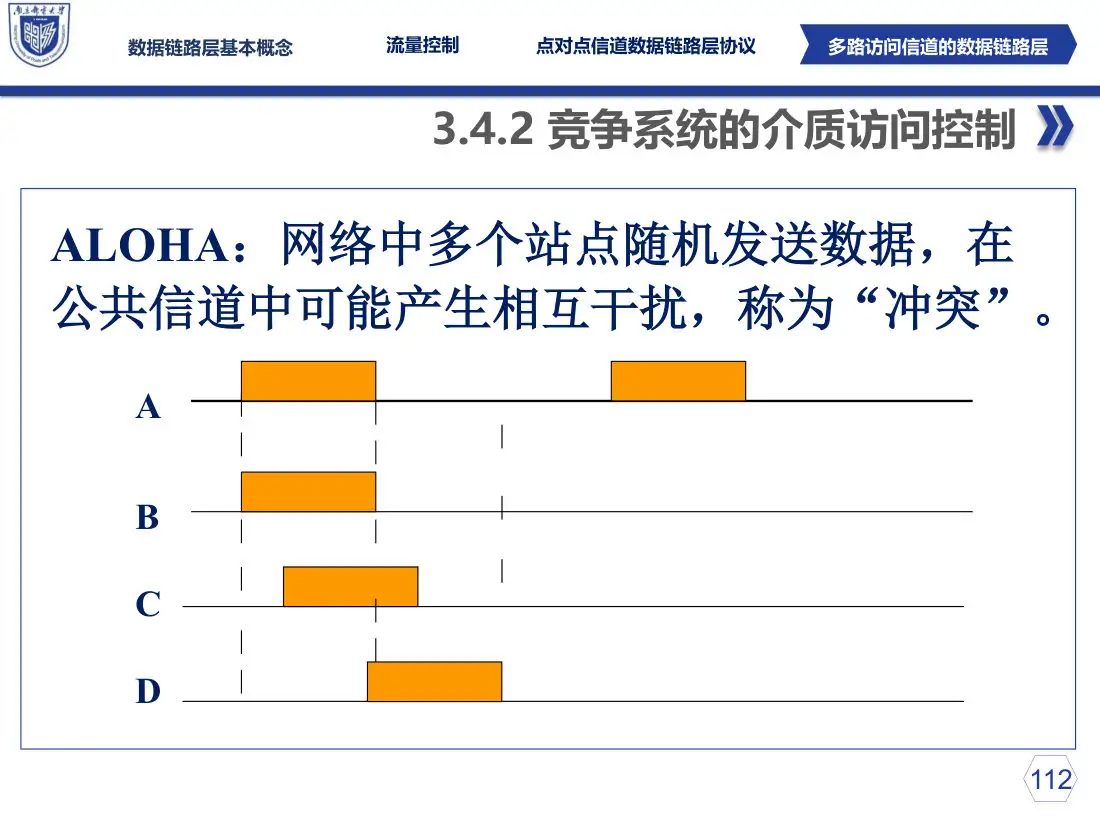 数据链路层基本概念
流量控制
点对点信道数据链路层协议
多路访问信道的数据链路层
3.4.2 竞争系统的介质访问控制
ALOHA：网络中多个站点随机发送数据，在
公共信道中可能产生相互干扰，称为“冲突”。
A
B
C
D
112